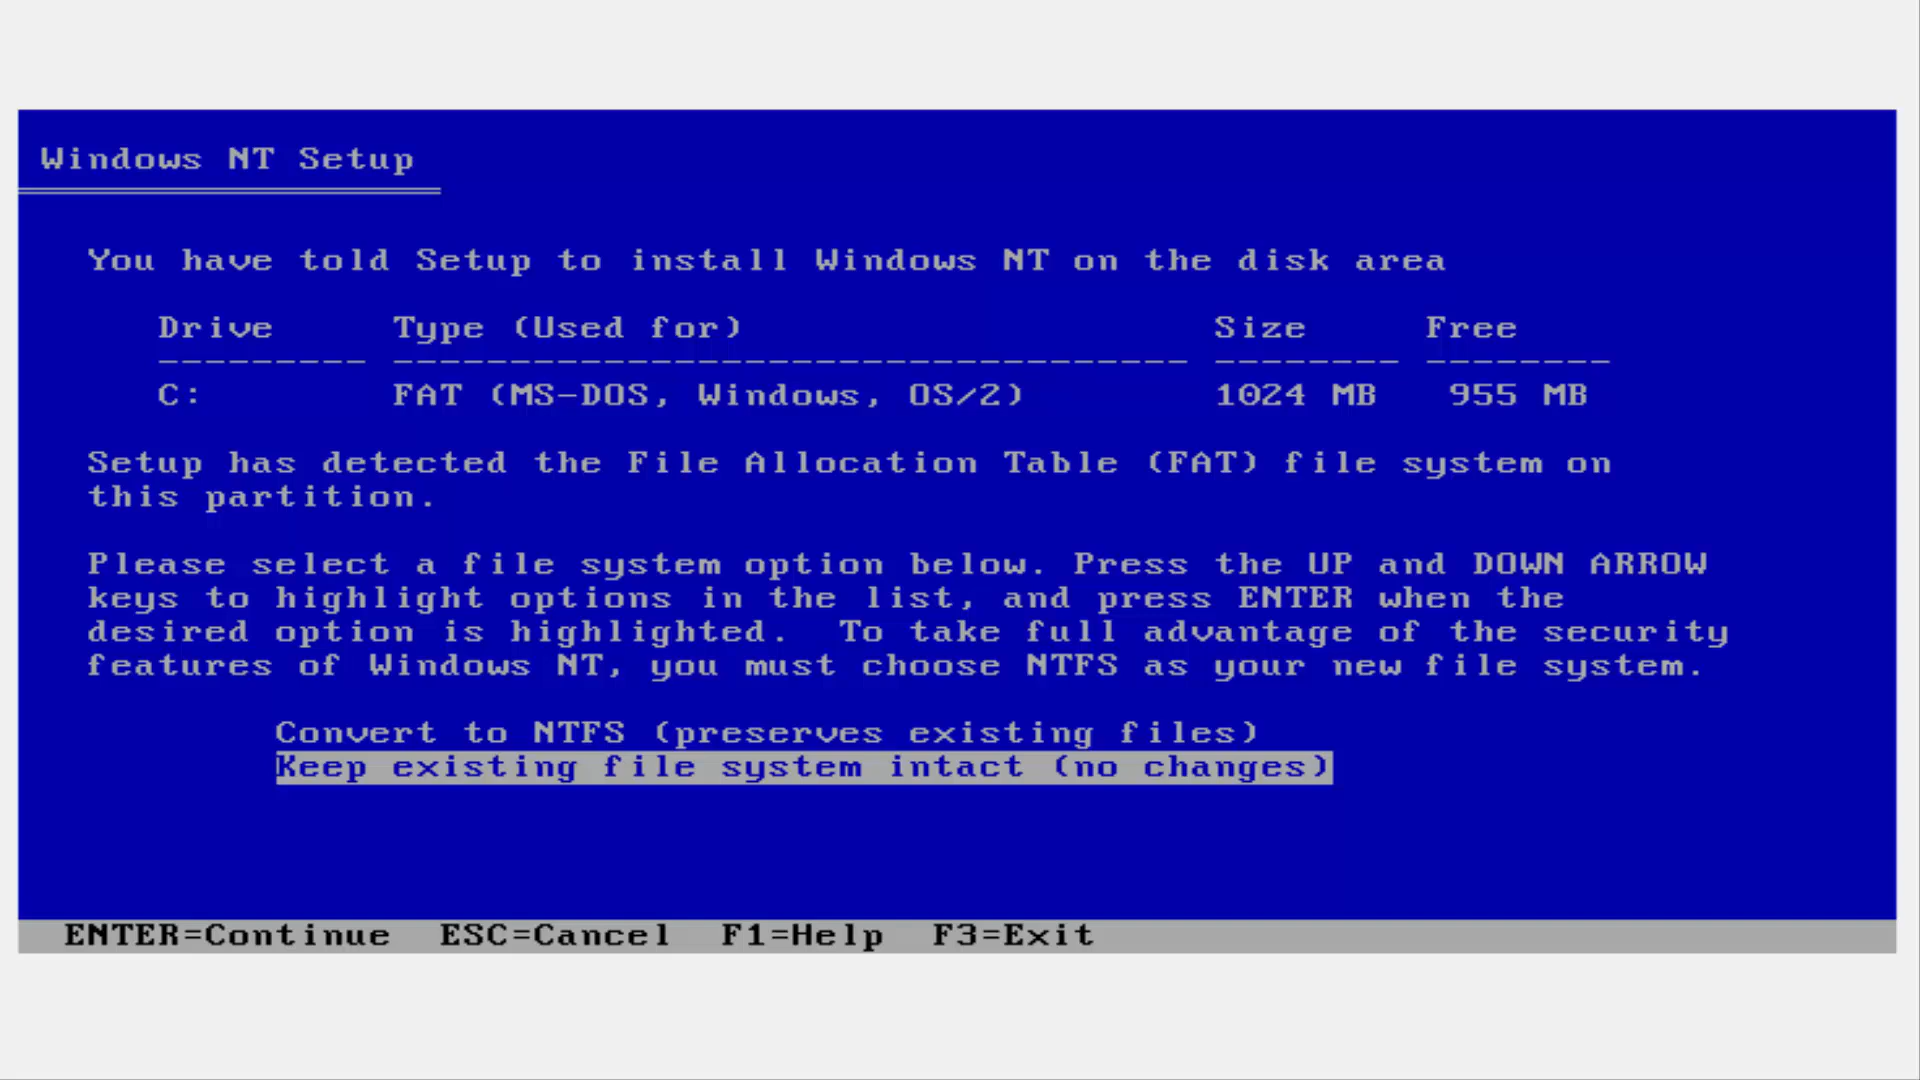 Windows NT Setup
You have told Setup to install Windows NT on the disk area
Drive Type (Used for) Size Free
--------- ---------------------------------- -------- --------
C: FAT (MS-DOS, Windows, OS/2) 1024 MB 955 MB
Setup has detected the File Allocation Table (FAT) file system on
this partition.
Please select a file system option below. Press the UP and DOWN ARROW
keys to highlight options in the list, and press ENTER when the
desired option is highlighted. To take full advantage of the security
features of Windows NT, you must choose NTFS as your new file system.
Convert to NTFS (preserves existing files)
Keep existing file system intact (no changes)
ENTER=Continue ESC=Cancel F1=Help F3=Exit